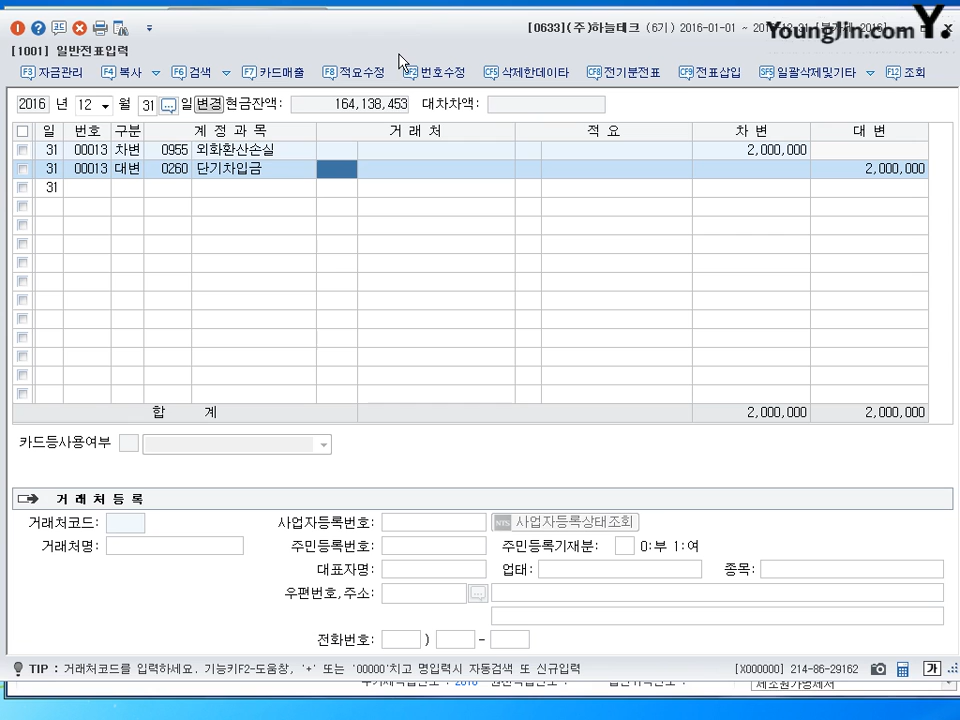 [0633](주)하늘테크 (6기) 2016-01-01 ~
YoungJin.com Y.
[1001] 일반전표입력
F3 자금관리 F4 복사 F6 검색 F7 카드매출 F8 적요수정 F2 번호수정 CF5 삭제한데이타 CF8 전기분전표 CF9 전표삽입 SF5 일괄삭제및기타 F12 조회
2016 년 12 월 31 ... 일 변경 현금잔액: 164,138,453 대차차액:
일 번호 구분 계 정 과 목 거 래 처 적 요 차 변 대 변
31 00013 차변 0955 외화환산손실 2,000,000
31 00013 대변 0260 단기차입금 2,000,000
31
합 계 2,000,000 2,000,000
카드등사용여부
거 래 처 등 록
거래처코드: 사업자등록번호: NTS 사업자등록상태조회
거래처명: 주민등록번호: 주민등록기재분: 0:부 1:여
대표자명: 업태: 종목:
우편번호,주소: ...
전화번호: ) -
TIP : 거래처코드를 입력하세요. 기능키F2-도움창, '+' 또는 '00000'치고 명입력시 자동검색 또 신규입력 [X000000] 214-86-29162 가